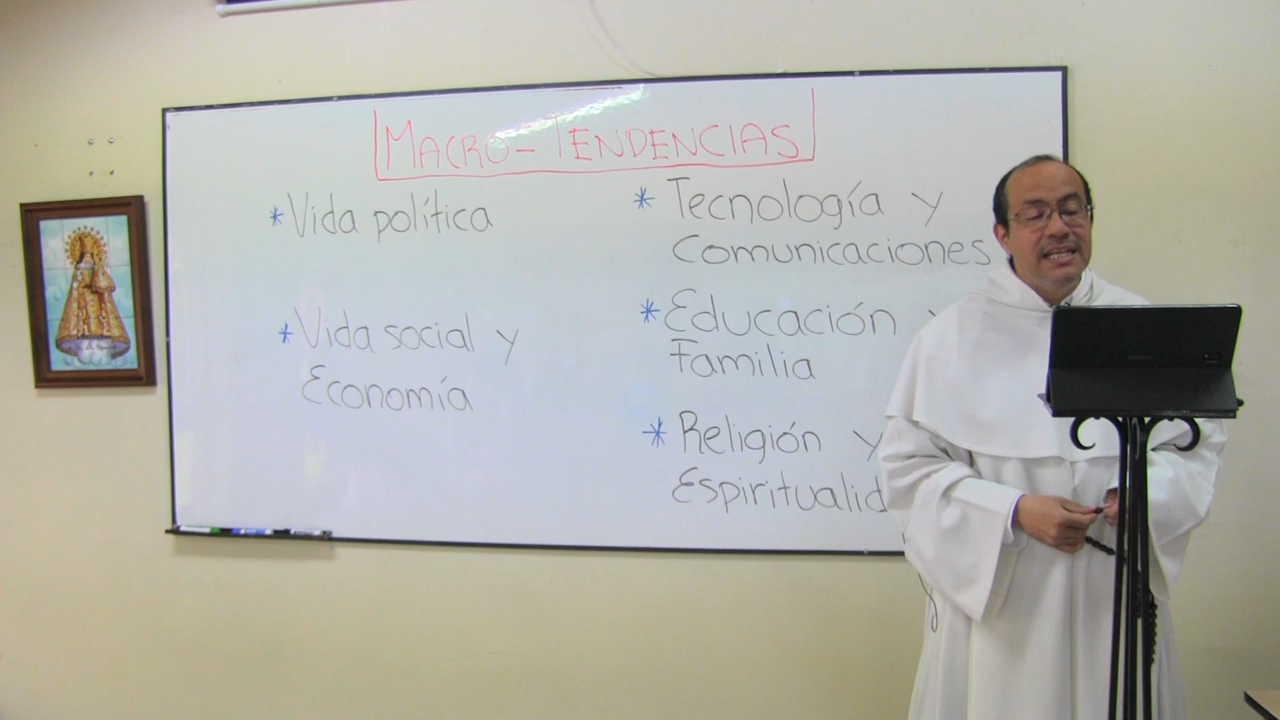 MACRO-TENDENCIAS
* Vida política
* Vida social y
Economía
* Tecnología y
Comunicaciones
* Educación y
Familia
* Religión y
Espiritualid